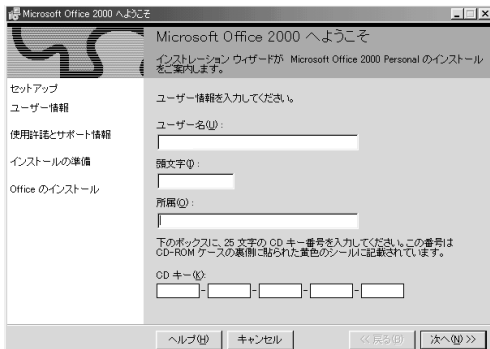 Microsoft Office 2000 へようこそ
Microsoft Office 2000 へようこそ
インストレーション ウィザードが Microsoft Office 2000 Personal のインストール
をご案内します。
セットアップ
ユーザー情報
使用許諾とサポート情報
インストールの準備
Office のインストール
ユーザー情報を入力してください。
ユーザー名(U):
頭文字(I):
所属(O):
下のボックスに、25 文字の CD キー番号を入力してください。この番号は
CD-ROM ケースの裏側に貼られた黄色のシールに記載されています。
CD キー(K):
- - - -
ヘルプ(H) キャンセル << 戻る(B) 次へ(N) >>